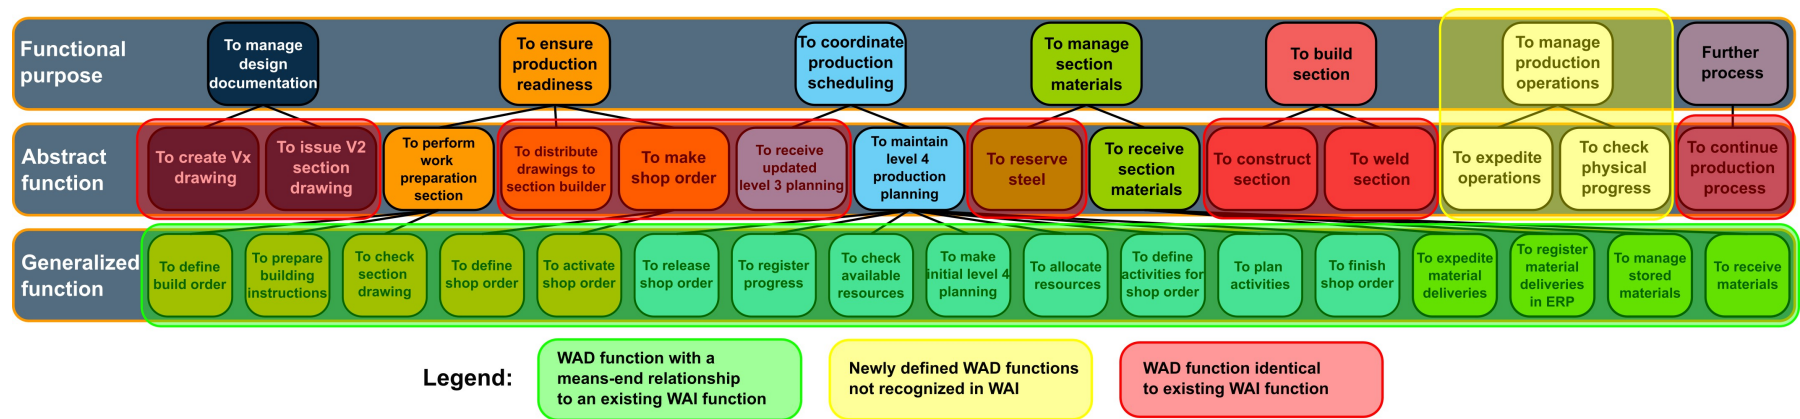 Functional
purpose
To manage
design
documentation
To ensure
production
readiness
To coordinate
production
scheduling
To manage
section
materials
To build
section
To manage
production
operations
Further
process
Abstract
function
To create Vx
drawing
To issue V2
section
drawing
To perform
work
preparation
section
To distribute
drawings to
section builder
To make
shop order
To receive
updated
level 3 planning
To maintain
level 4
production
planning
To reserve
steel
To receive
section
materials
To construct
section
To weld
section
To expedite
operations
To check
physical
progress
To continue
production
process
Generalized
function
To define
build order
To prepare
building
instructions
To check
section
drawing
To define
shop order
To activate
shop order
To release
shop order
To register
progress
To check
available
resources
To make
initial level 4
planning
To allocate
resources
To define
activities for
shop order
To plan
activities
To finish
shop order
To expedite
material
deliveries
To register
material
deliveries
in ERP
To manage
stored
materials
To receive
materials
Legend:
WAD function with a
means-end relationship
to an existing WAI function
Newly defined WAD functions
not recognized in WAI
WAD function identical
to existing WAI function